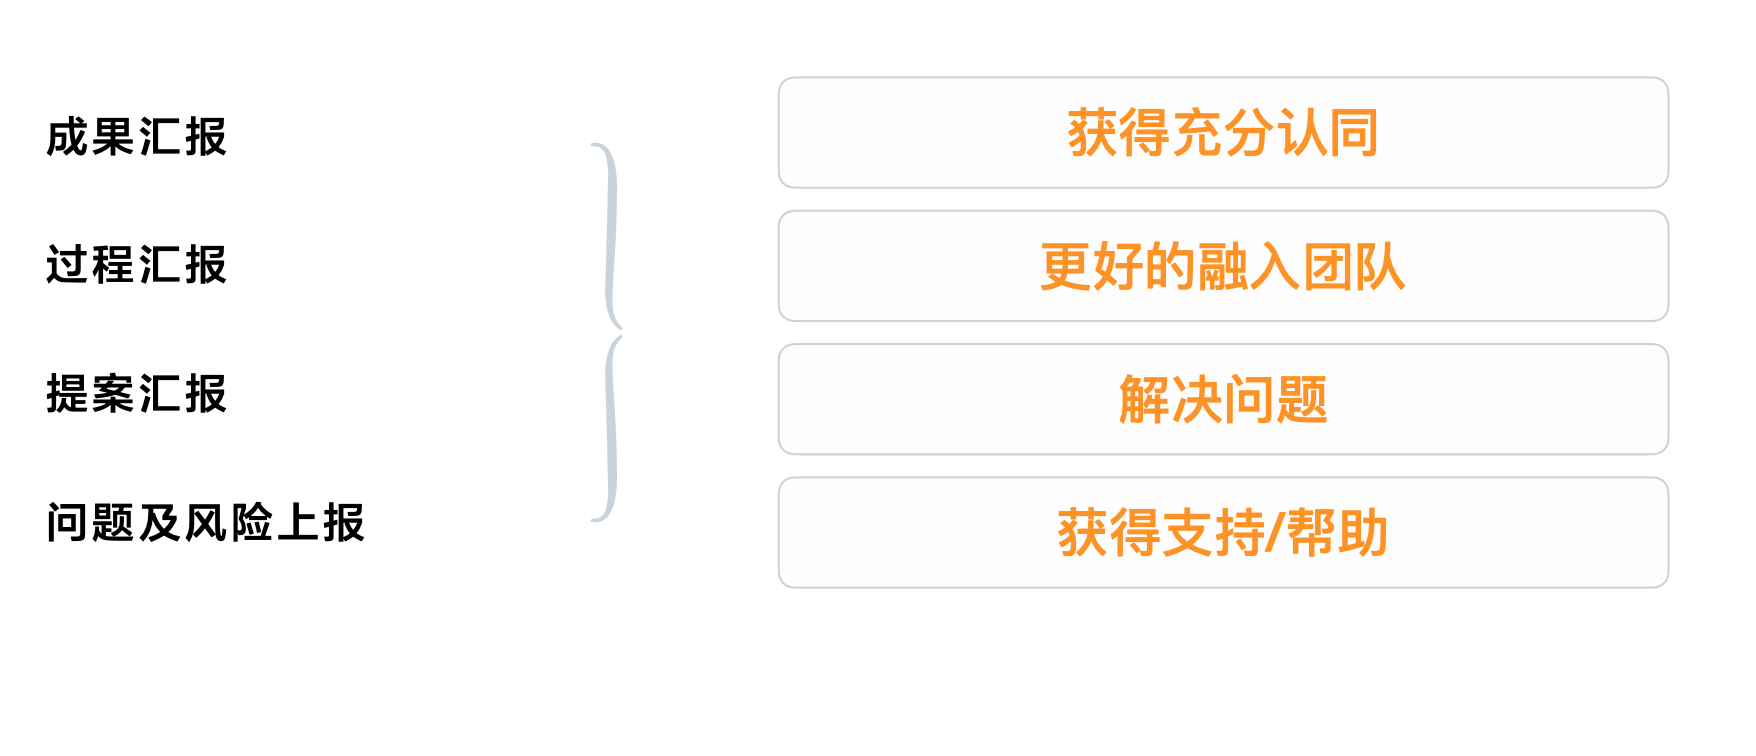 成果汇报
过程汇报
提案汇报
问题及风险上报
获得充分认同
更好的融入团队
解决问题
获得支持/帮助